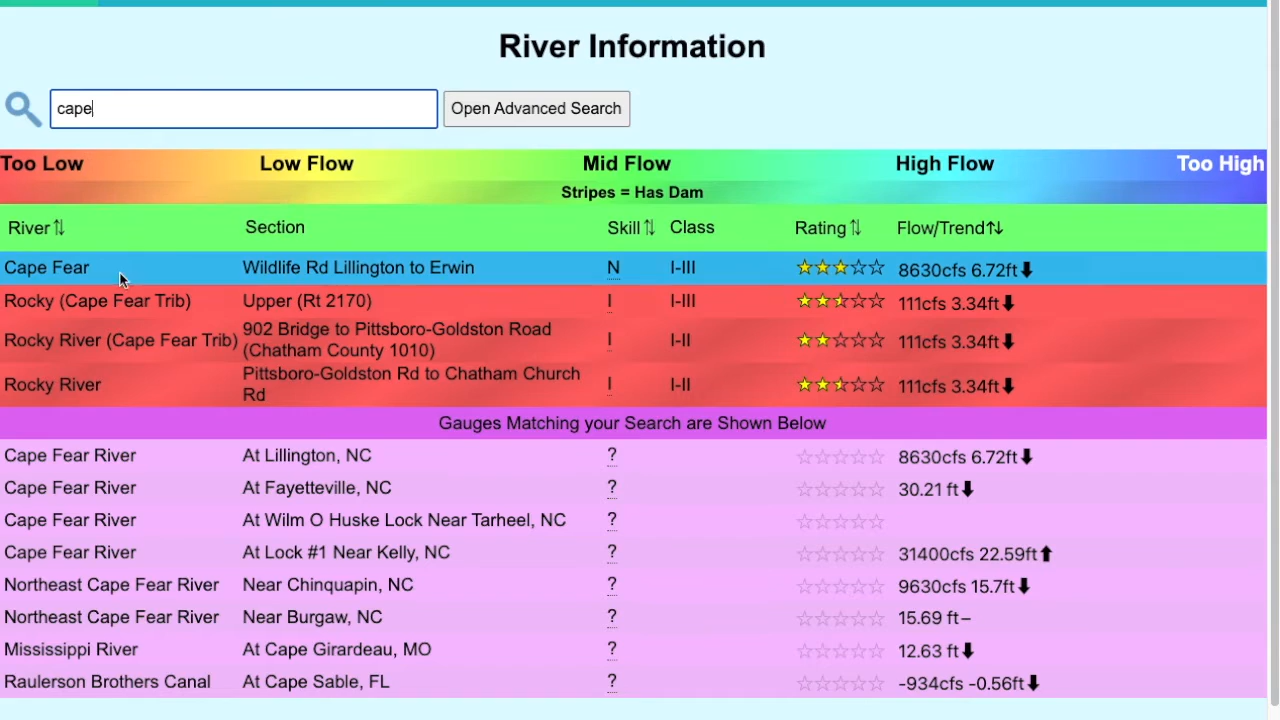 River Information
cape
Open Advanced Search
Too Low Low Flow Mid Flow High Flow Too High
Stripes = Has Dam
River⇅ Section Skill⇅ Class Rating⇅ Flow/Trend⇅
Cape Fear Wildlife Rd Lillington to Erwin N I-III ★★★☆☆ 8630cfs 6.72ft⬇
Rocky (Cape Fear Trib) Upper (Rt 2170) I I-III 111cfs 3.34ft⬇
Rocky River (Cape Fear Trib) 902 Bridge to Pittsboro-Goldston Road
(Chatham County 1010) I I-II ★★☆☆☆ 111cfs 3.34ft⬇
Rocky River Pittsboro-Goldston Rd to Chatham Church
Rd I I-II 111cfs 3.34ft⬇
Gauges Matching your Search are Shown Below
Cape Fear River At Lillington, NC ? ☆☆☆☆☆ 8630cfs 6.72ft⬇
Cape Fear River At Fayetteville, NC ? ☆☆☆☆☆ 30.21 ft⬇
Cape Fear River At Wilm O Huske Lock Near Tarheel, NC ? ☆☆☆☆☆
Cape Fear River At Lock #1 Near Kelly, NC ? ☆☆☆☆☆ 31400cfs 22.59ft⬆
Northeast Cape Fear River Near Chinquapin, NC ? ☆☆☆☆☆ 9630cfs 15.7ft⬇
Northeast Cape Fear River Near Burgaw, NC ? ☆☆☆☆☆ 15.69 ft–
Mississippi River At Cape Girardeau, MO ? ☆☆☆☆☆ 12.63 ft⬇
Raulerson Brothers Canal At Cape Sable, FL ? ☆☆☆☆☆ -934cfs -0.56ft⬇